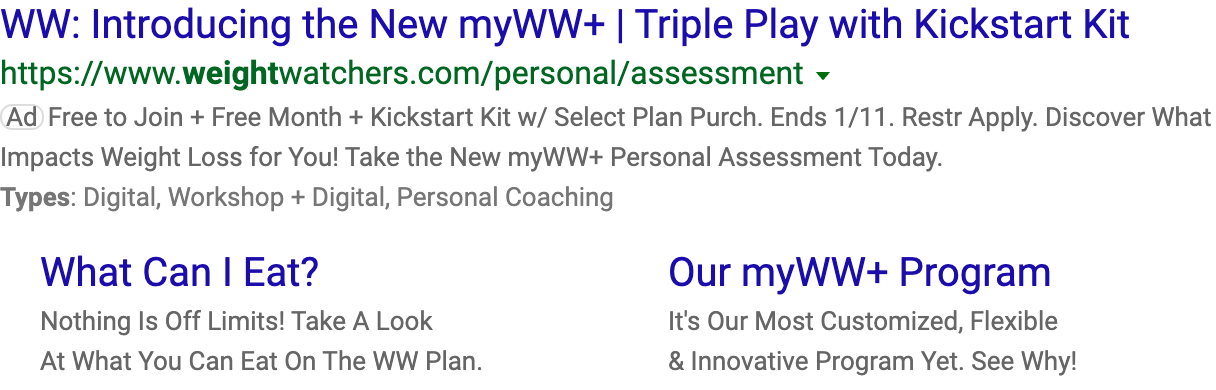 WW: Introducing the New myWW+ | Triple Play with Kickstart Kit
https://www.weightwatchers.com/personal/assessment
Ad Free to Join + Free Month + Kickstart Kit w/ Select Plan Purch. Ends 1/11. Restr Apply. Discover What
Impacts Weight Loss for You! Take the New myWW+ Personal Assessment Today.
Types: Digital, Workshop + Digital, Personal Coaching
What Can I Eat?
Nothing Is Off Limits! Take A Look
At What You Can Eat On The WW Plan.
Our myWW+ Program
It's Our Most Customized, Flexible
& Innovative Program Yet. See Why!